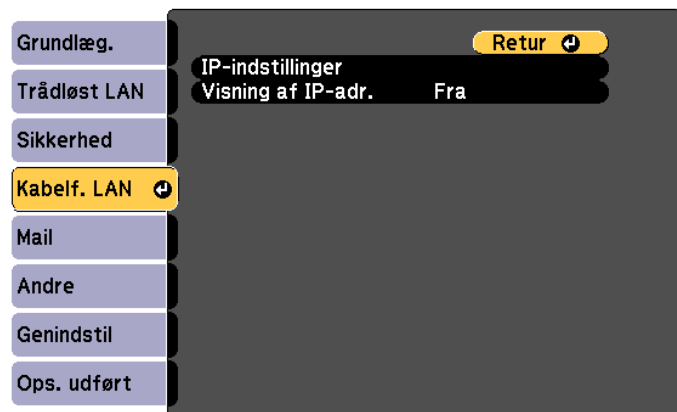 Grundlæg.
Trådløst LAN
Sikkerhed
Kabelf. LAN
Mail
Andre
Genindstil
Ops. udført
Retur
IP-indstillinger
Visning af IP-adr. Fra